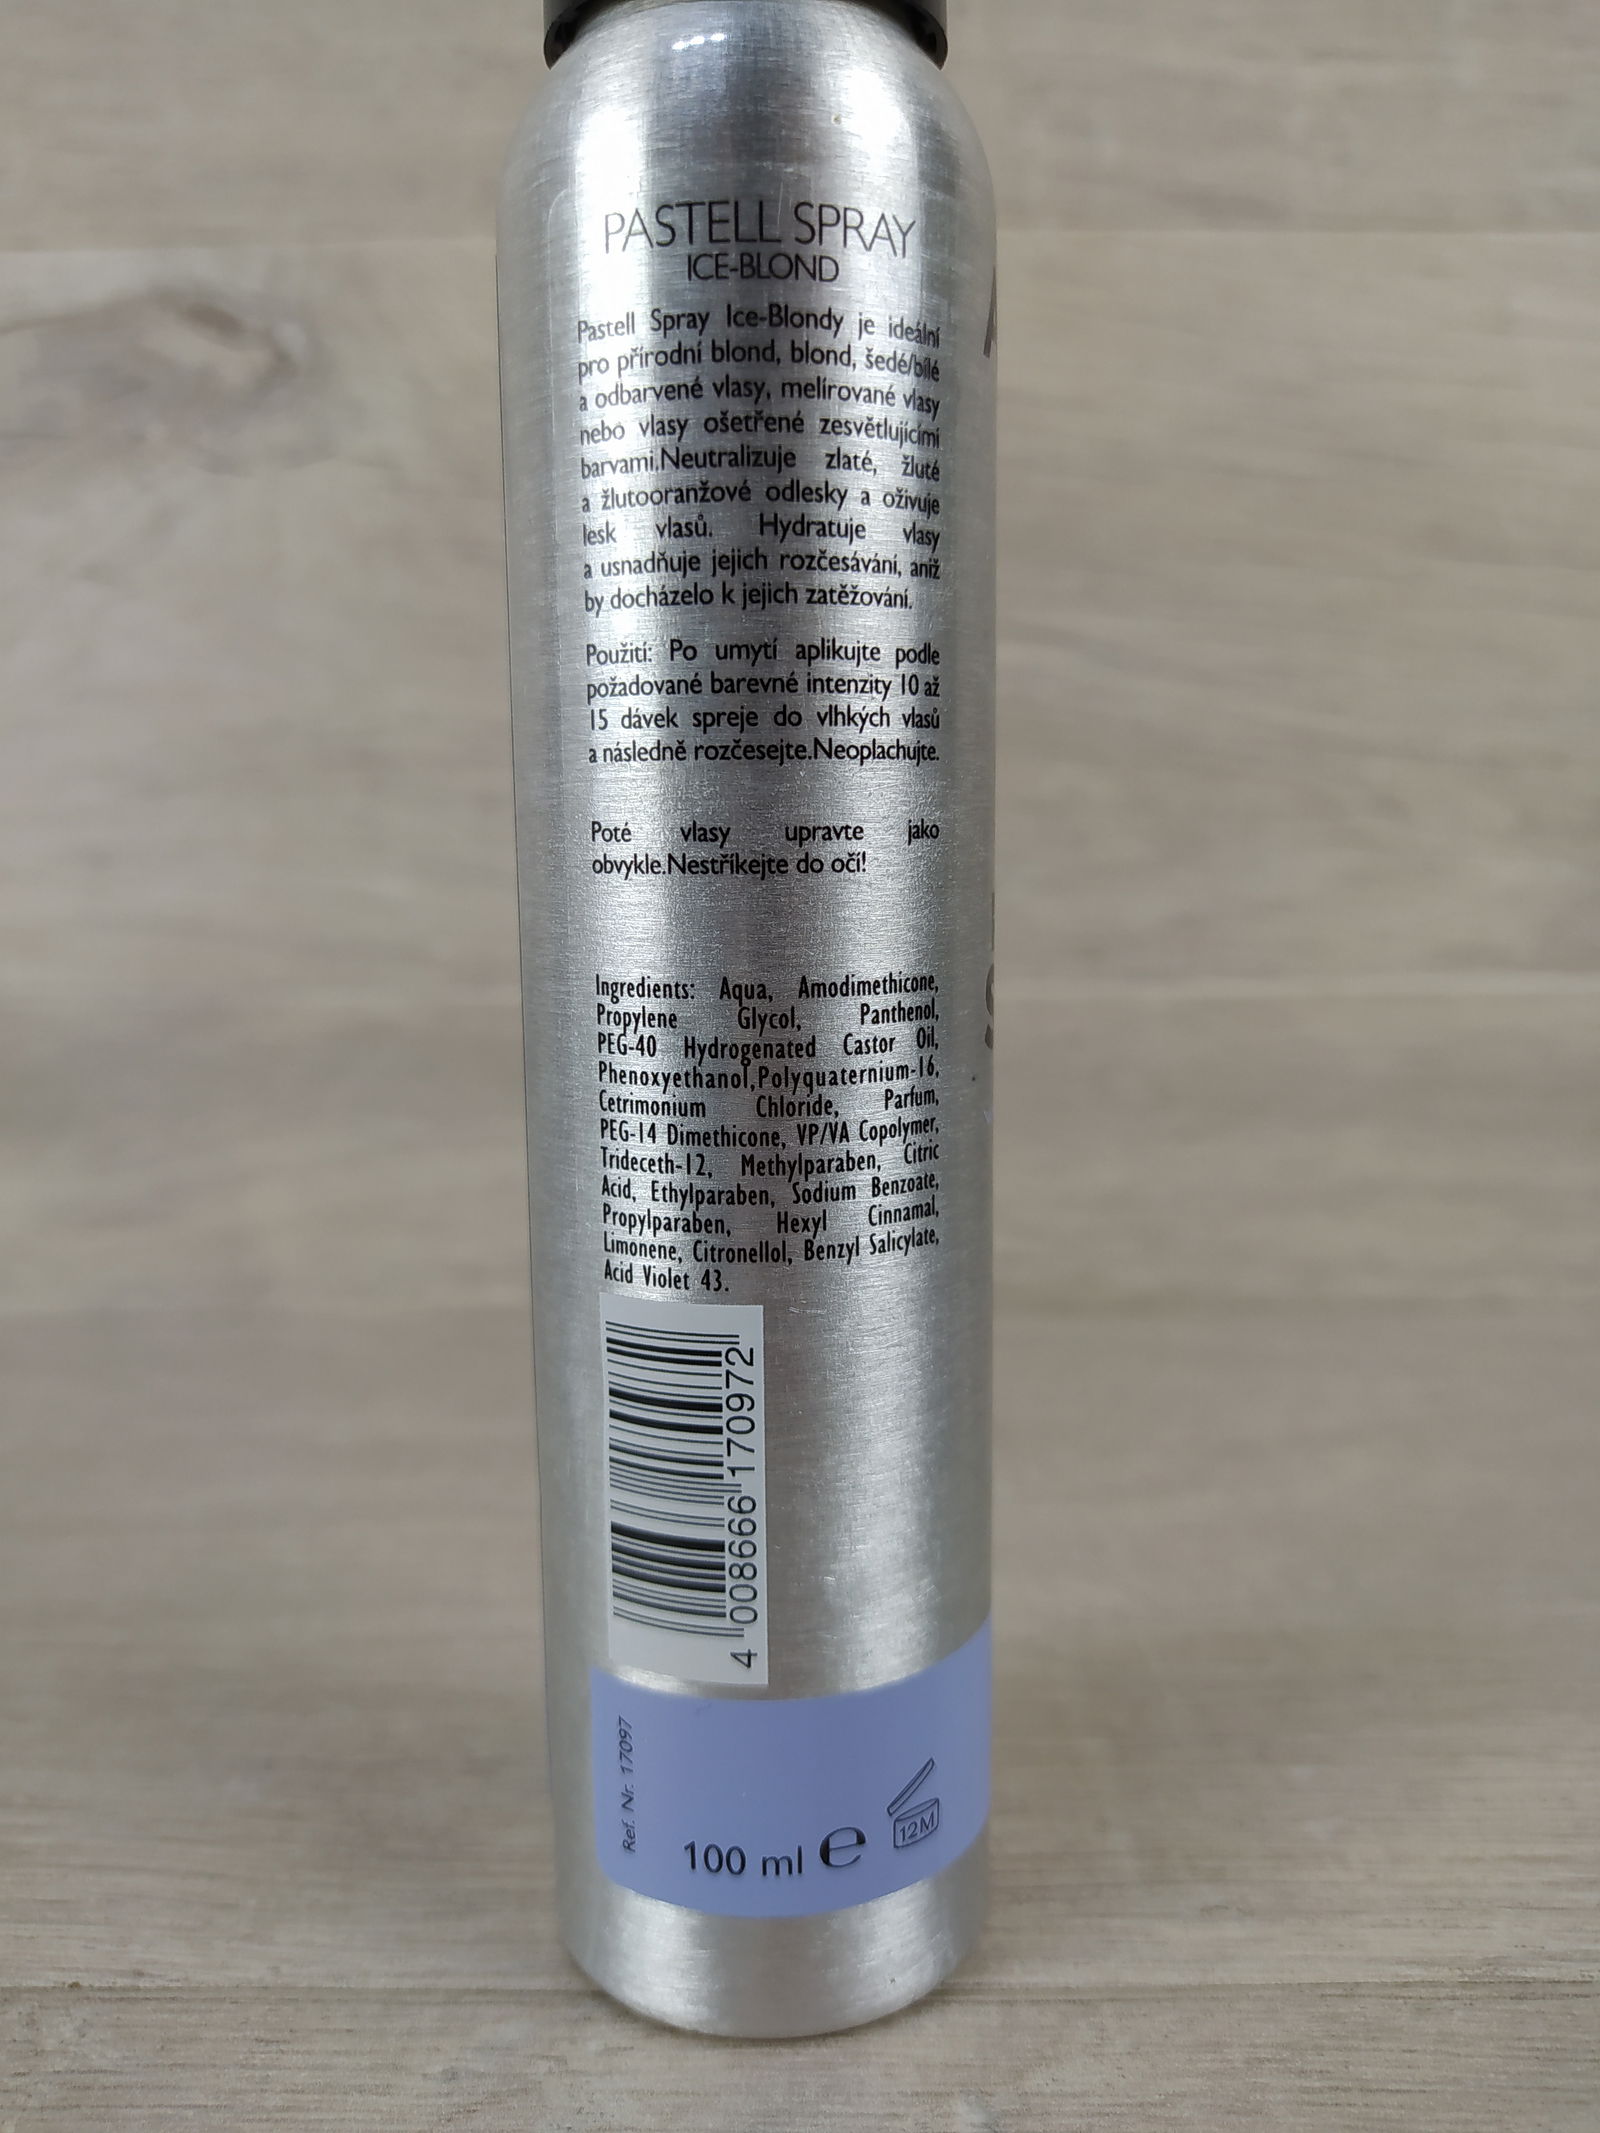 PASTELL SPRAY
ICE-BLOND
Pastell Spray Ice-Blondy je ideální
pro přírodní blond, blond, šedé/bílé
a odbarvené vlasy, melírované vlasy
nebo vlasy ošetřené zesvětlujícími
barvami.Neutralizuje zlaté, žluté
a žlutooranžové odlesky a oživuje
lesk vlasů. Hydratuje vlasy
a usnadňuje jejich rozčesávání, aniž
by docházelo k jejich zatěžování.
Použití: Po umytí aplikujte podle
požadované barevné intenzity 10 až
15 dávek spreje do vlhkých vlasů
a následně rozčesejte.Neoplachujte.
Poté vlasy upravte jako
obvykle.Nestříkejte do očí!
Ingredients: Aqua, Amodimethicone,
Propylene Glycol, Panthenol,
PEG-40 Hydrogenated Castor Oil,
Phenoxyethanol,Polyquaternium-16,
Cetrimonium Chloride, Parfum,
PEG-14 Dimethicone, VP/VA Copolymer,
Trideceth-12, Methylparaben, Citric
Acid, Ethylparaben, Sodium Benzoate,
Propylparaben, Hexyl Cinnamal,
Limonene, Citronellol, Benzyl Salicylate,
Acid Violet 43.
4 008666 170972
Ref. Nr. 17097
100 ml e
12M